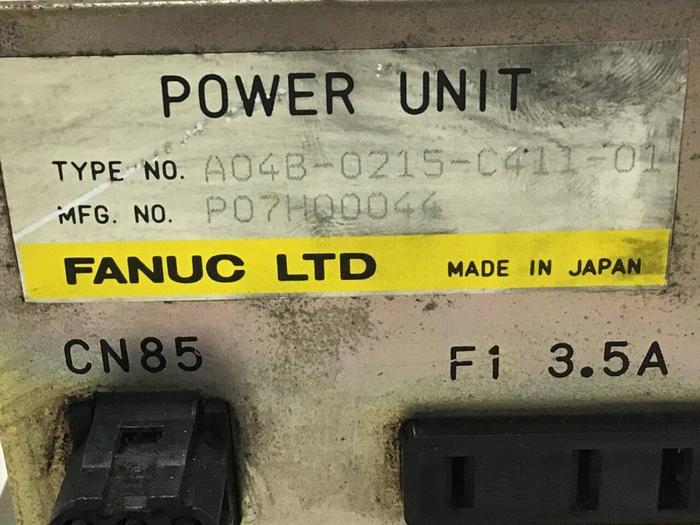 POWER UNIT
TYPE NO. A04B-0215-C411-01
MFG. NO. P07H00044
FANUC LTD MADE IN JAPAN
CN85 F1 3.5A